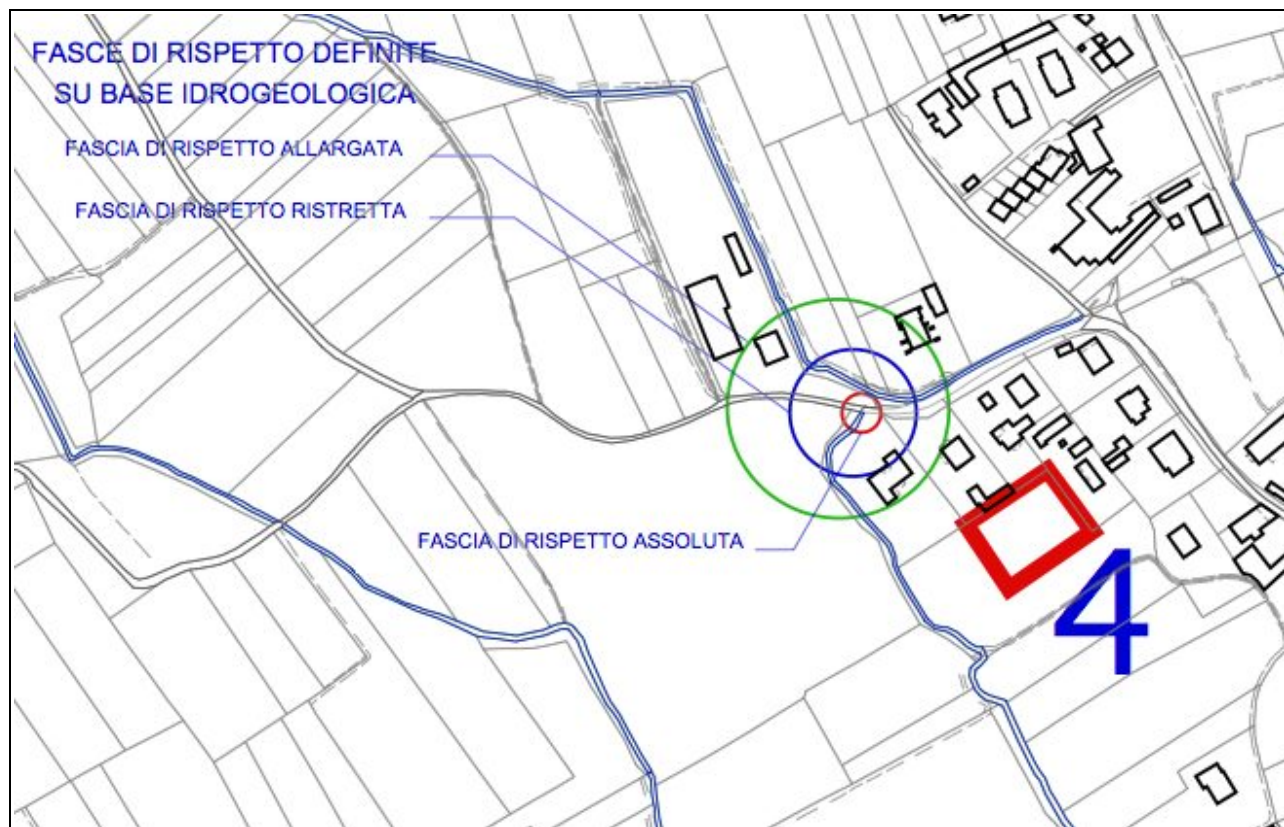 FASCE DI RISPETTO DEFINITE
SU BASE IDROGEOLOGICA
FASCIA DI RISPETTO ALLARGATA
FASCIA DI RISPETTO RISTRETTA
FASCIA DI RISPETTO ASSOLUTA
4